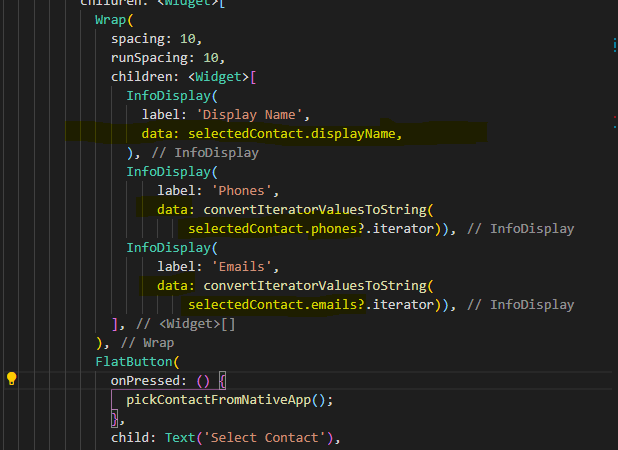 children: <Widget>[
Wrap(
spacing: 10,
runSpacing: 10,
children: <Widget>[
InfoDisplay(
label: 'Display Name',
data: selectedContact.displayName,
), // InfoDisplay
InfoDisplay(
label: 'Phones',
data: convertIteratorValuesToString(
selectedContact.phones?.iterator)), // InfoDisplay
InfoDisplay(
label: 'Emails',
data: convertIteratorValuesToString(
selectedContact.emails?.iterator)), // InfoDisplay
], // <Widget>[]
), // Wrap
FlatButton(
onPressed: () {
pickContactFromNativeApp();
},
child: Text('Select Contact'),